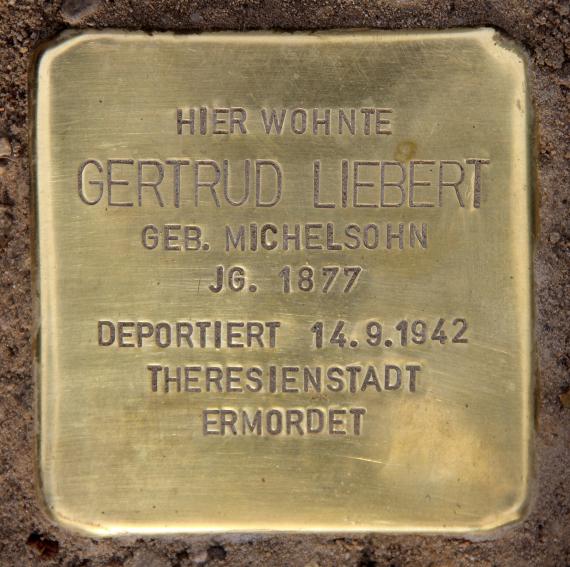 HIER WOHNTE
GERTRUD LIEBERT
GEB. MICHELSOHN
JG. 1877
DEPORTIERT 14.9.1942
THERESIENSTADT
ERMORDET